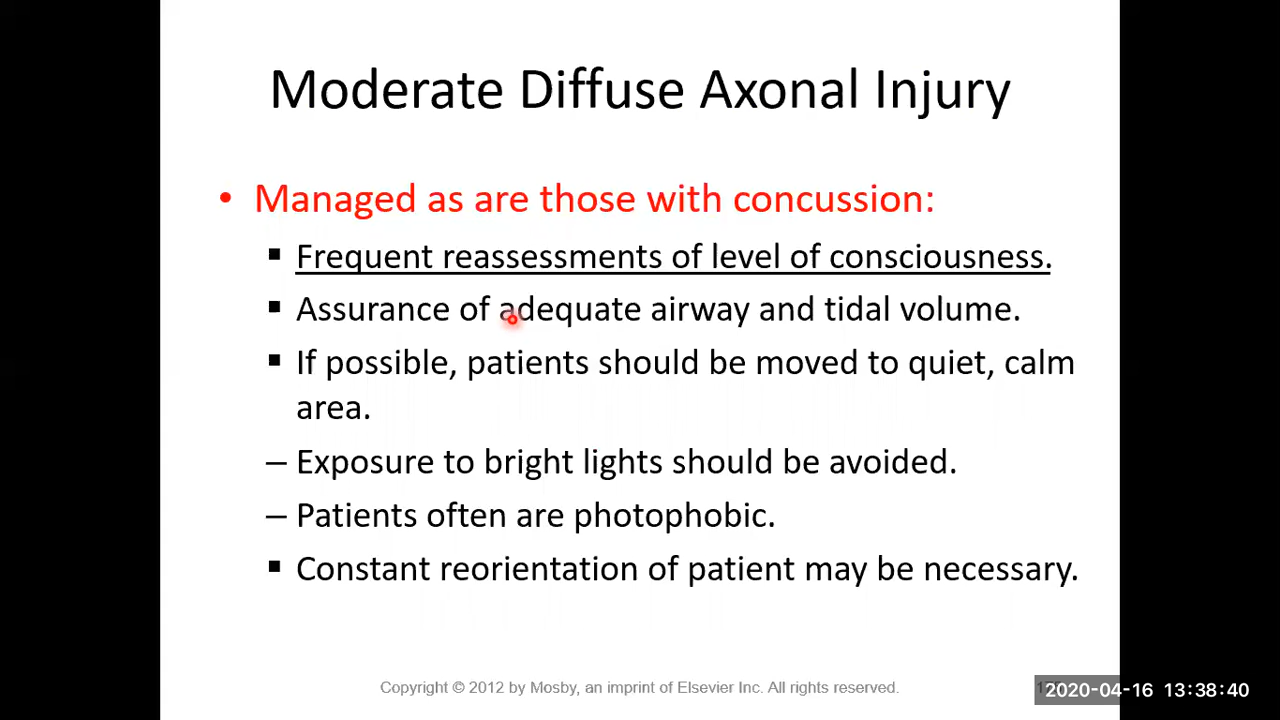 Moderate Diffuse Axonal Injury
• Managed as are those with concussion:
▪ Frequent reassessments of level of consciousness.
▪ Assurance of adequate airway and tidal volume.
▪ If possible, patients should be moved to quiet, calm
area.
– Exposure to bright lights should be avoided.
– Patients often are photophobic.
▪ Constant reorientation of patient may be necessary.
Copyright © 2012 by Mosby, an imprint of Elsevier Inc. All rights reserved.
2020-04-16 13:38:40